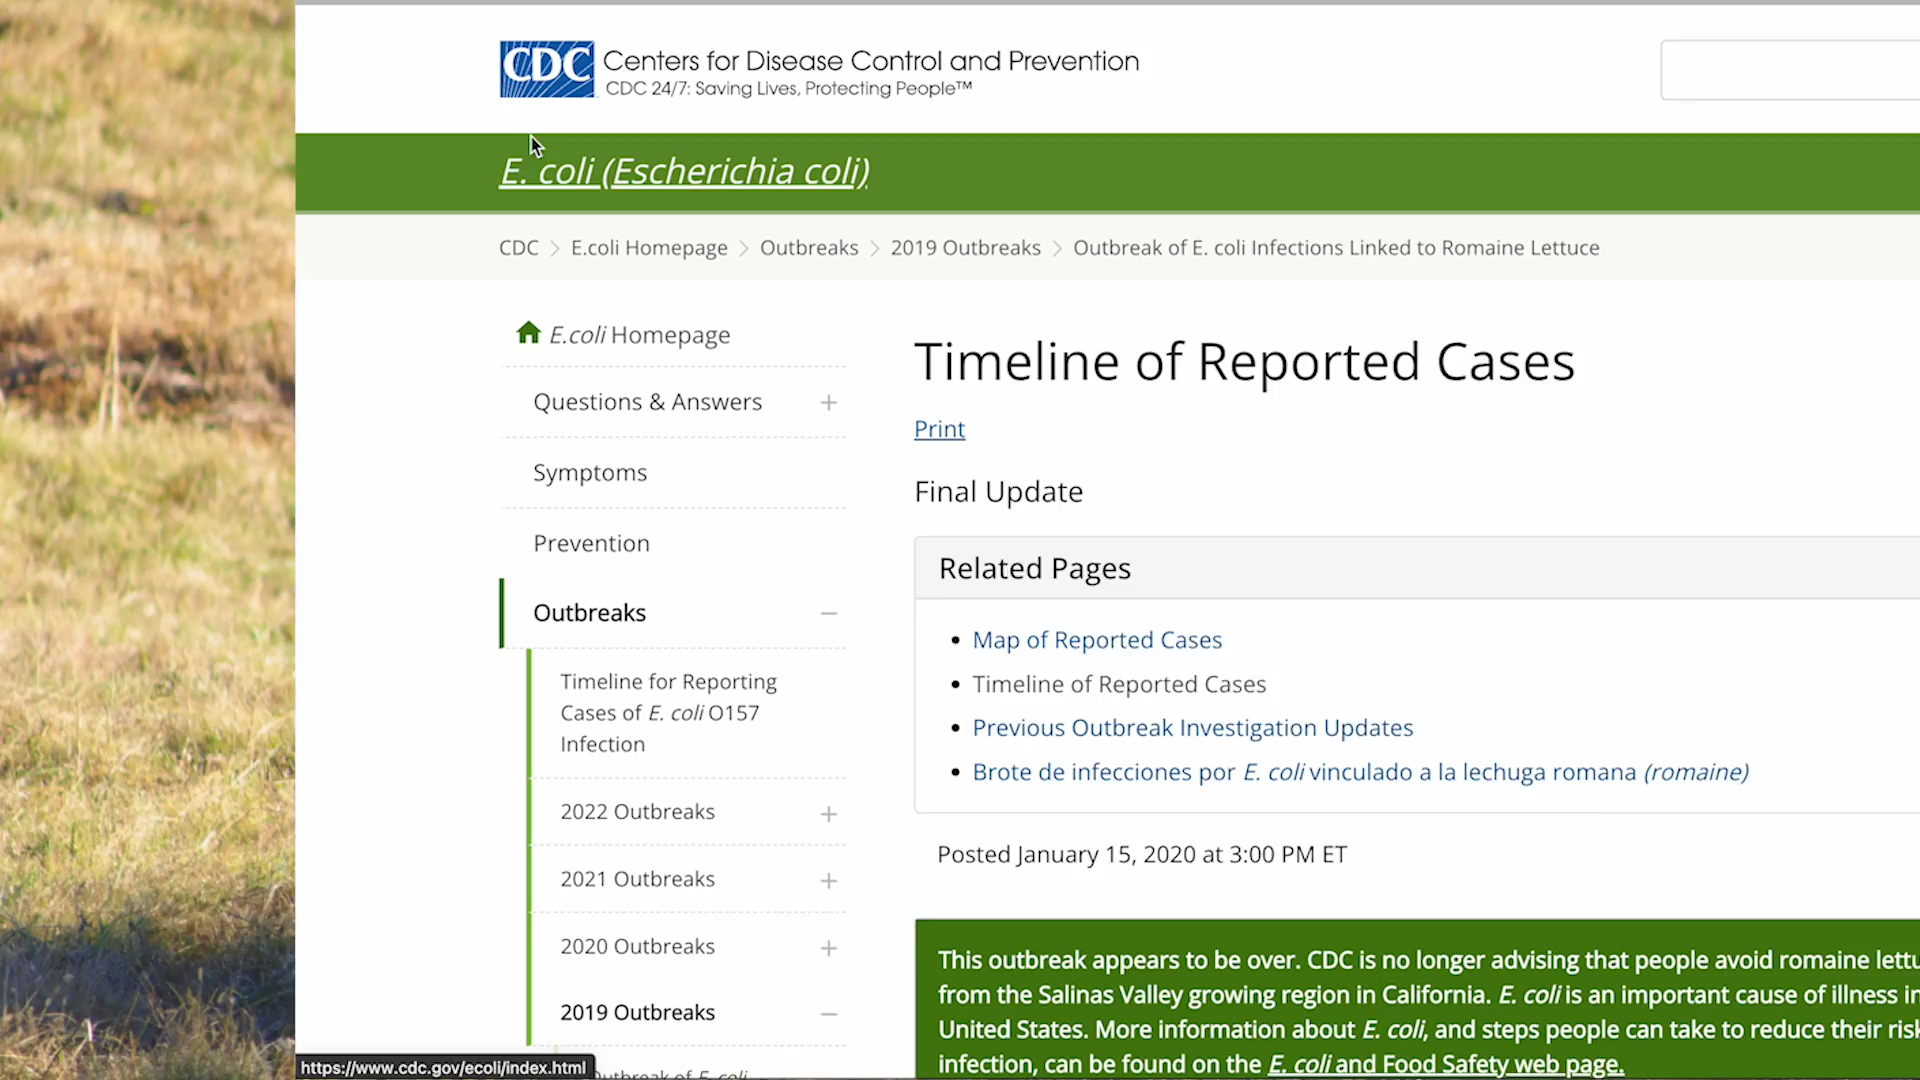 CDC Centers for Disease Control and Prevention
CDC 24/7: Saving Lives, Protecting People™
E. coli (Escherichia coli)
CDC > E.coli Homepage > Outbreaks > 2019 Outbreaks > Outbreak of E. coli Infections Linked to Romaine Lettuce
E.coli Homepage
Questions & Answers +
Symptoms
Prevention
Outbreaks −
Timeline for Reporting
Cases of E. coli O157
Infection
2022 Outbreaks +
2021 Outbreaks +
2020 Outbreaks +
2019 Outbreaks −
Outbreak of E. coli
https://www.cdc.gov/ecoli/index.html
Timeline of Reported Cases
Print
Final Update
Related Pages
• Map of Reported Cases
• Timeline of Reported Cases
• Previous Outbreak Investigation Updates
• Brote de infecciones por E. coli vinculado a la lechuga romana (romaine)
Posted January 15, 2020 at 3:00 PM ET
This outbreak appears to be over. CDC is no longer advising that people avoid romaine
from the Salinas Valley growing region in California. E. coli is an important cause of illness
United States. More information about E. coli, and steps people can take to reduce their
infection, can be found on the E. coli and Food Safety web page.